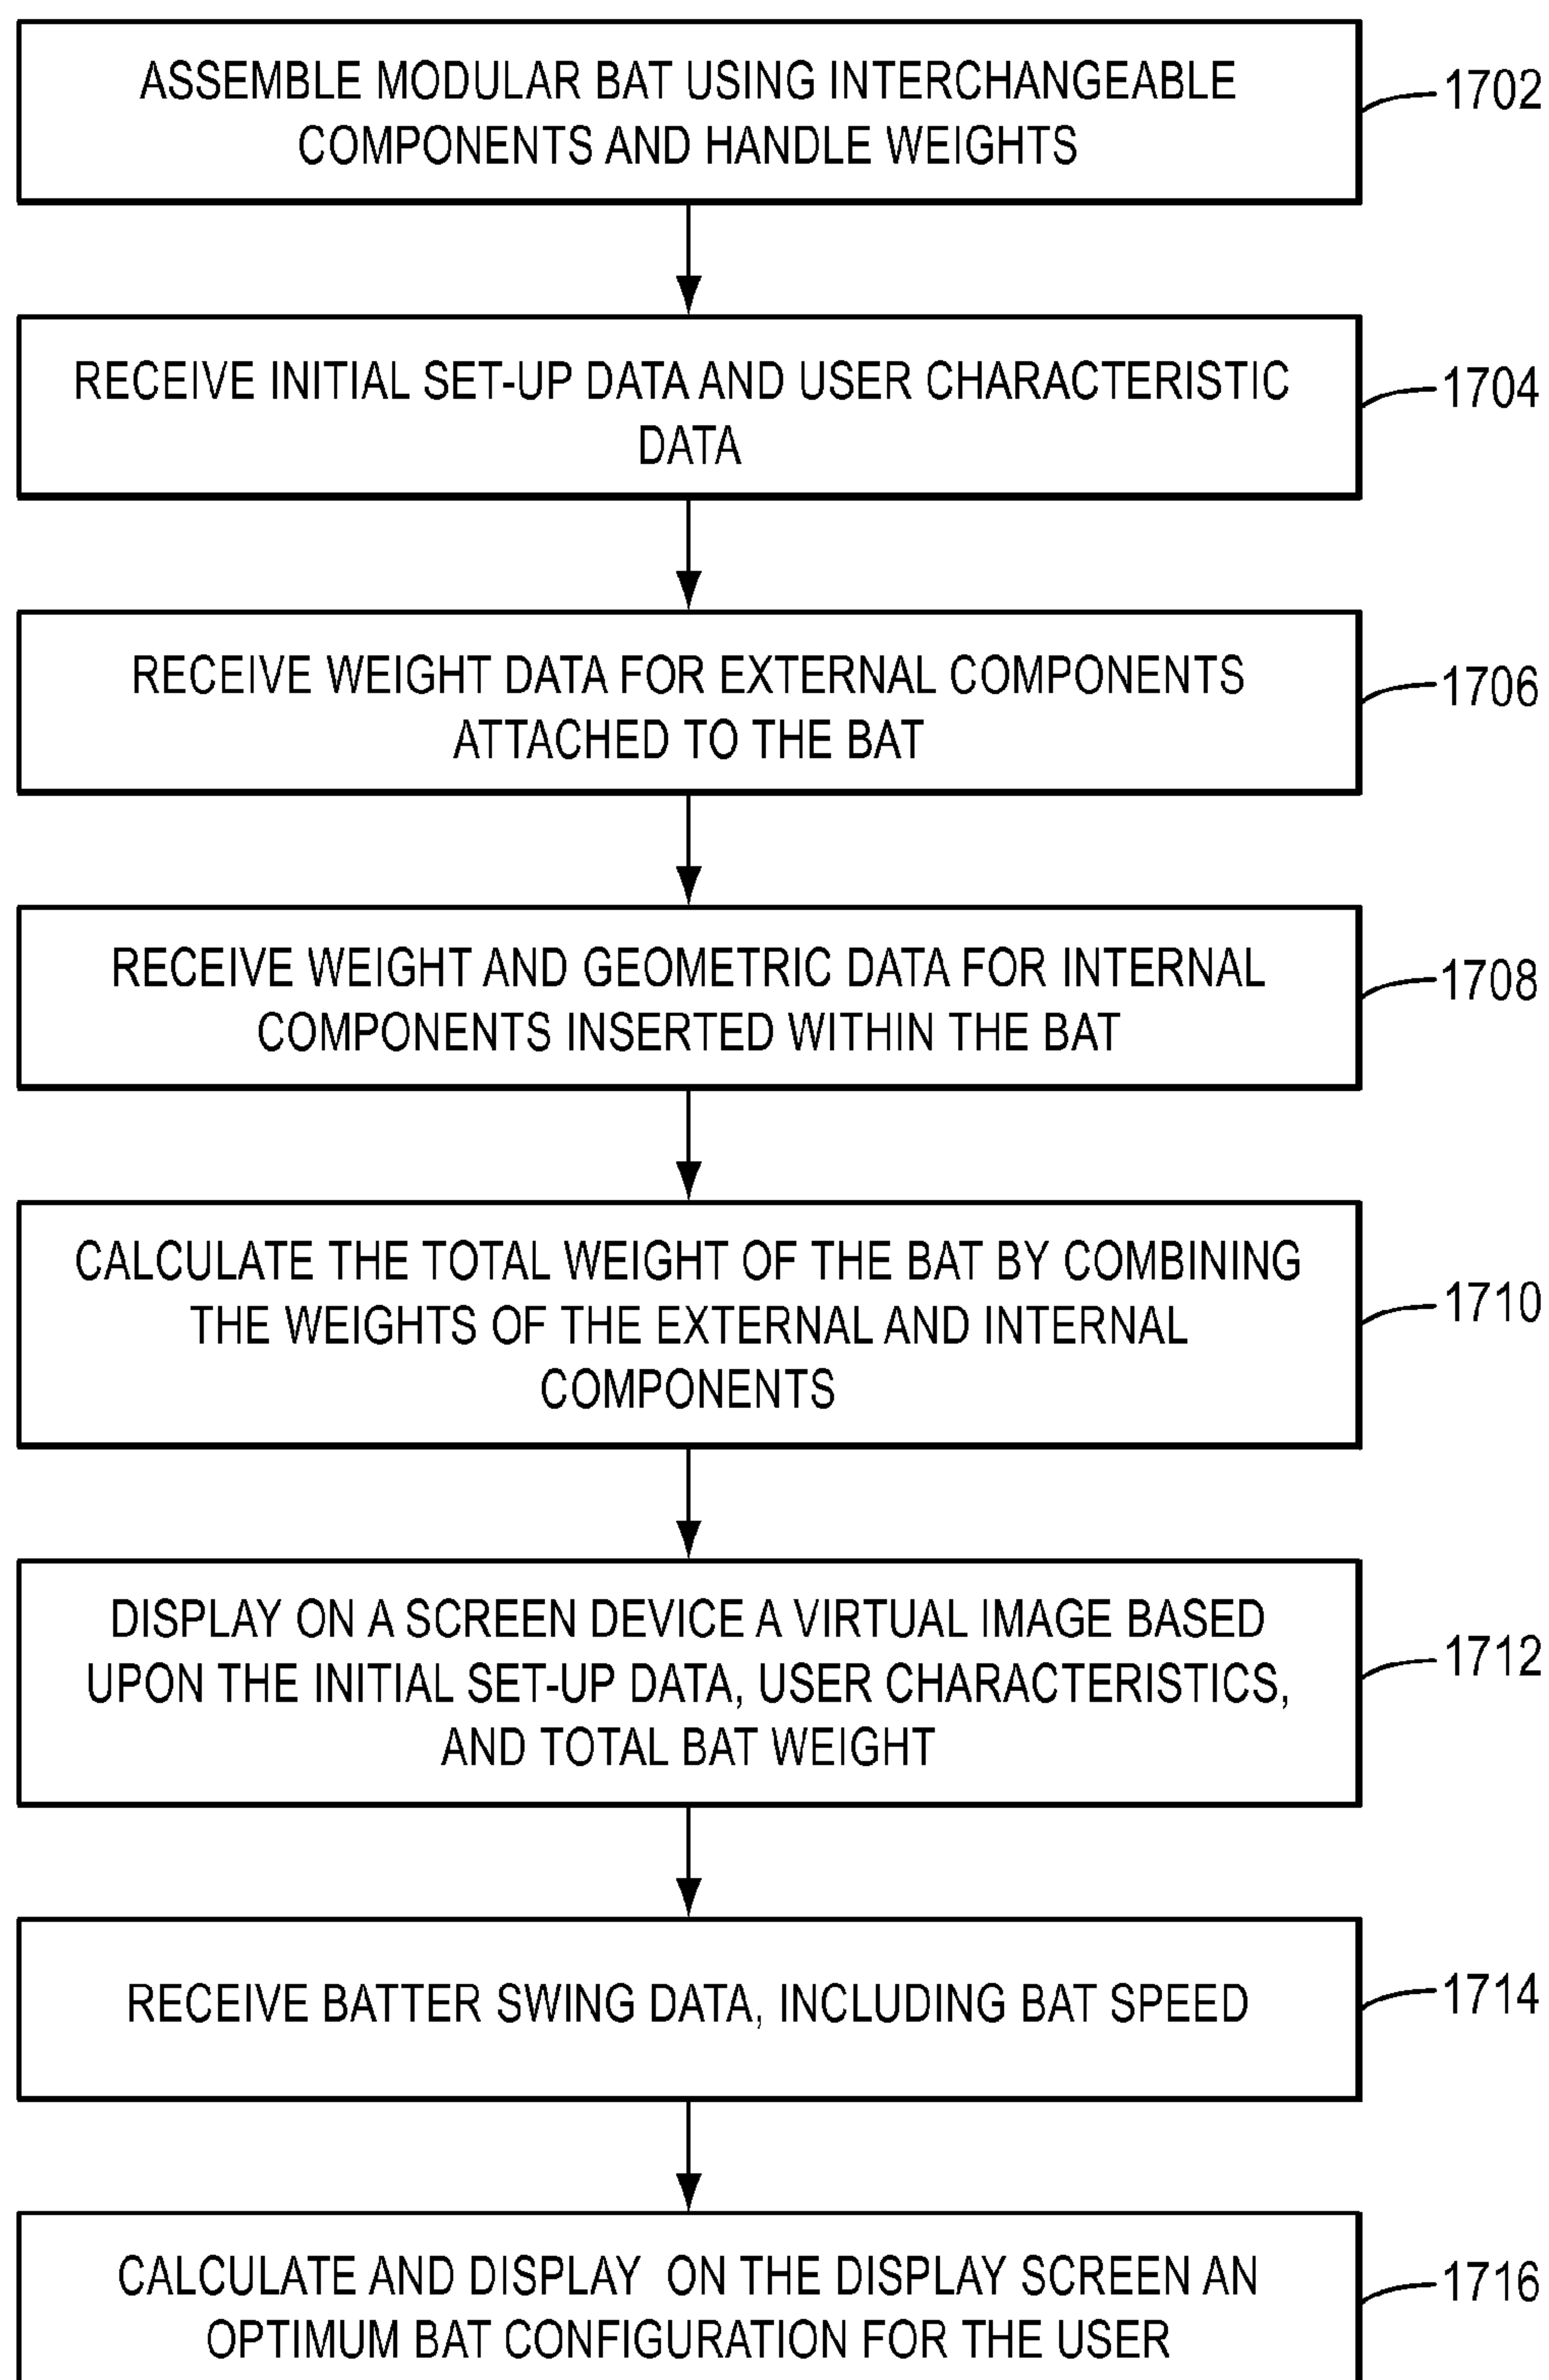 ASSEMBLE MODULAR BAT USING INTERCHANGEABLE
COMPONENTS AND HANDLE WEIGHTS
1702
RECEIVE INITIAL SET-UP DATA AND USER CHARACTERISTIC
DATA
1704
RECEIVE WEIGHT DATA FOR EXTERNAL COMPONENTS
ATTACHED TO THE BAT
1706
RECEIVE WEIGHT AND GEOMETRIC DATA FOR INTERNAL
COMPONENTS INSERTED WITHIN THE BAT
1708
CALCULATE THE TOTAL WEIGHT OF THE BAT BY COMBINING
THE WEIGHTS OF THE EXTERNAL AND INTERNAL
COMPONENTS
1710
DISPLAY ON A SCREEN DEVICE A VIRTUAL IMAGE BASED
UPON THE INITIAL SET-UP DATA, USER CHARACTERISTICS,
AND TOTAL BAT WEIGHT
1712
RECEIVE BATTER SWING DATA, INCLUDING BAT SPEED
1714
CALCULATE AND DISPLAY ON THE DISPLAY SCREEN AN
OPTIMUM BAT CONFIGURATION FOR THE USER
1716